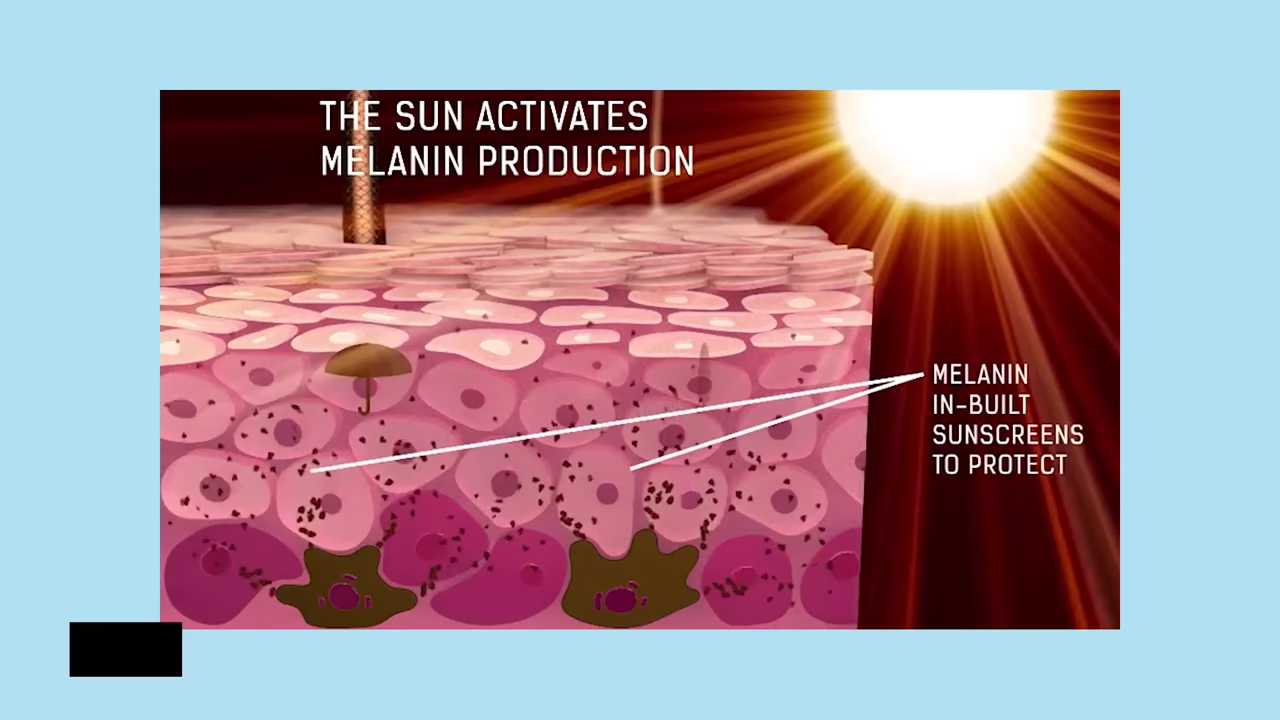 THE SUN ACTIVATES
MELANIN PRODUCTION
MELANIN
IN-BUILT
SUNSCREENS
TO PROTECT